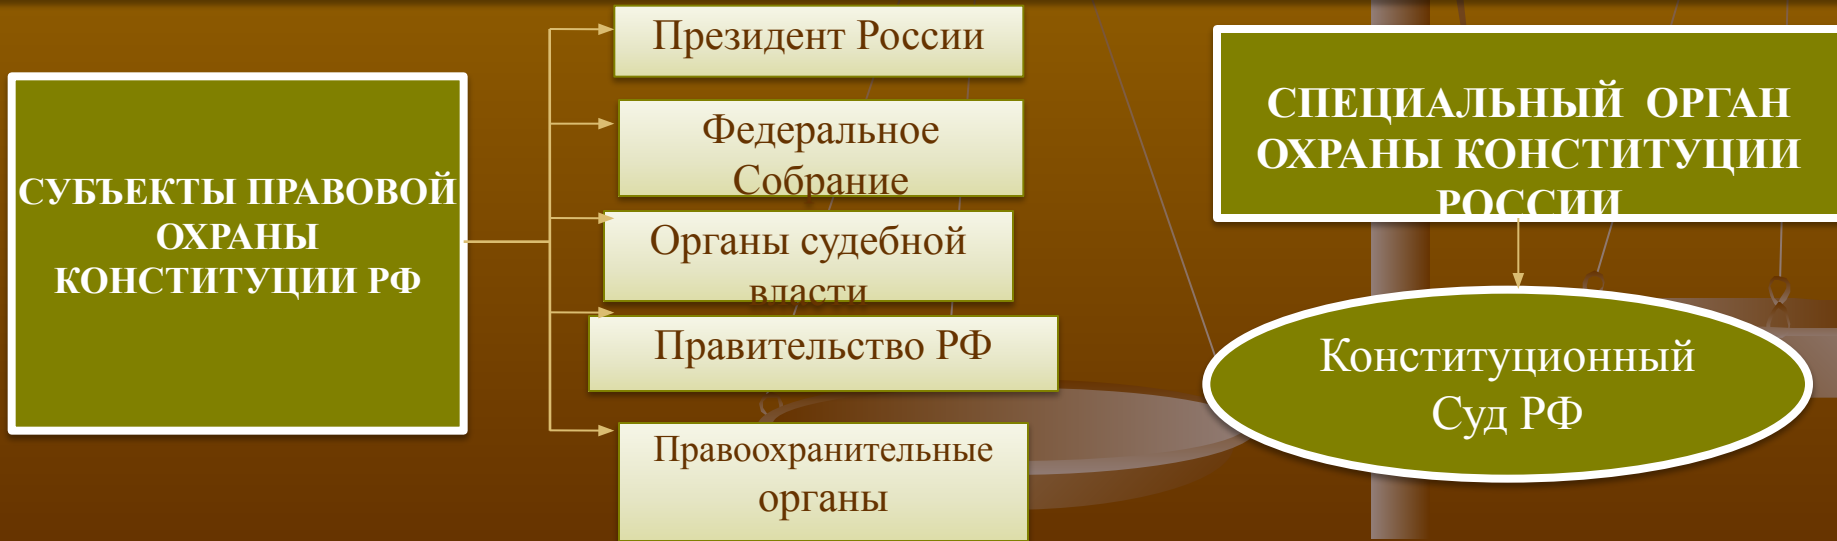 СУБЪЕКТЫ ПРАВОВОЙ
ОХРАНЫ
КОНСТИТУЦИИ РФ
Президент России
Федеральное
Собрание
Органы судебной
власти
Правительство РФ
Правоохранительные
органы
СПЕЦИАЛЬНЫЙ ОРГАН
ОХРАНЫ КОНСТИТУЦИИ
РОССИИ
Конституционный
Суд РФ